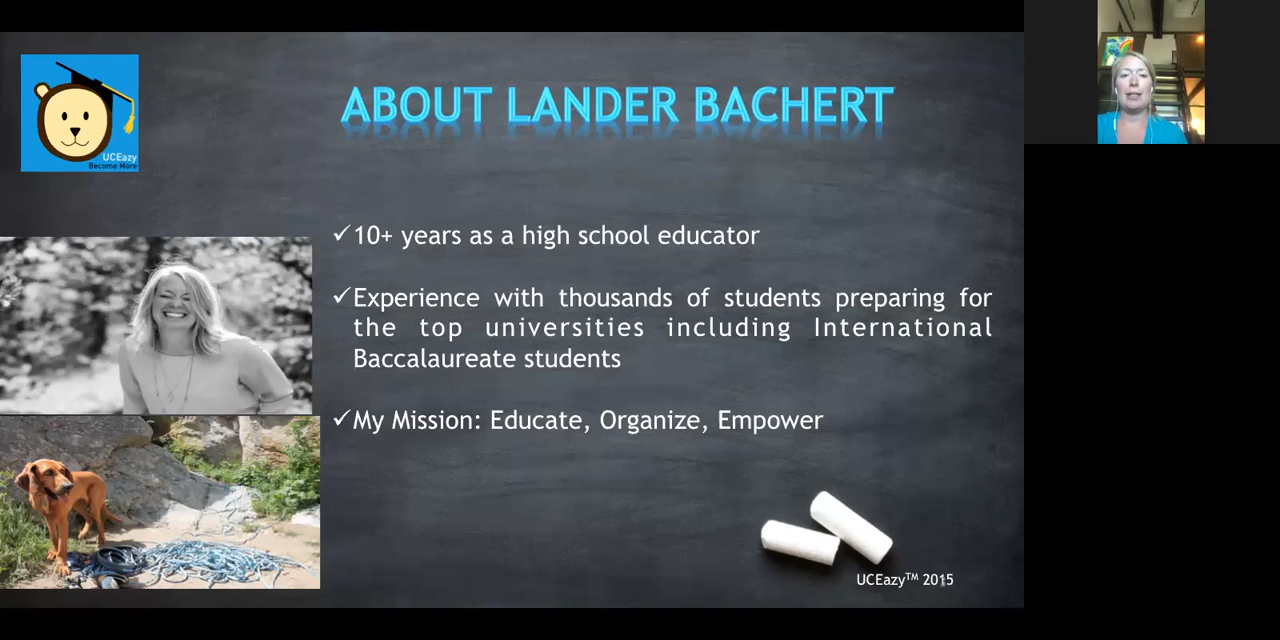 UCEazy
Become More
ABOUT LANDER BACHERT
✓10+ years as a high school educator
✓Experience with thousands of students preparing for
the top universities including International
Baccalaureate students
✓My Mission: Educate, Organize, Empower
UCEazy™ 2015